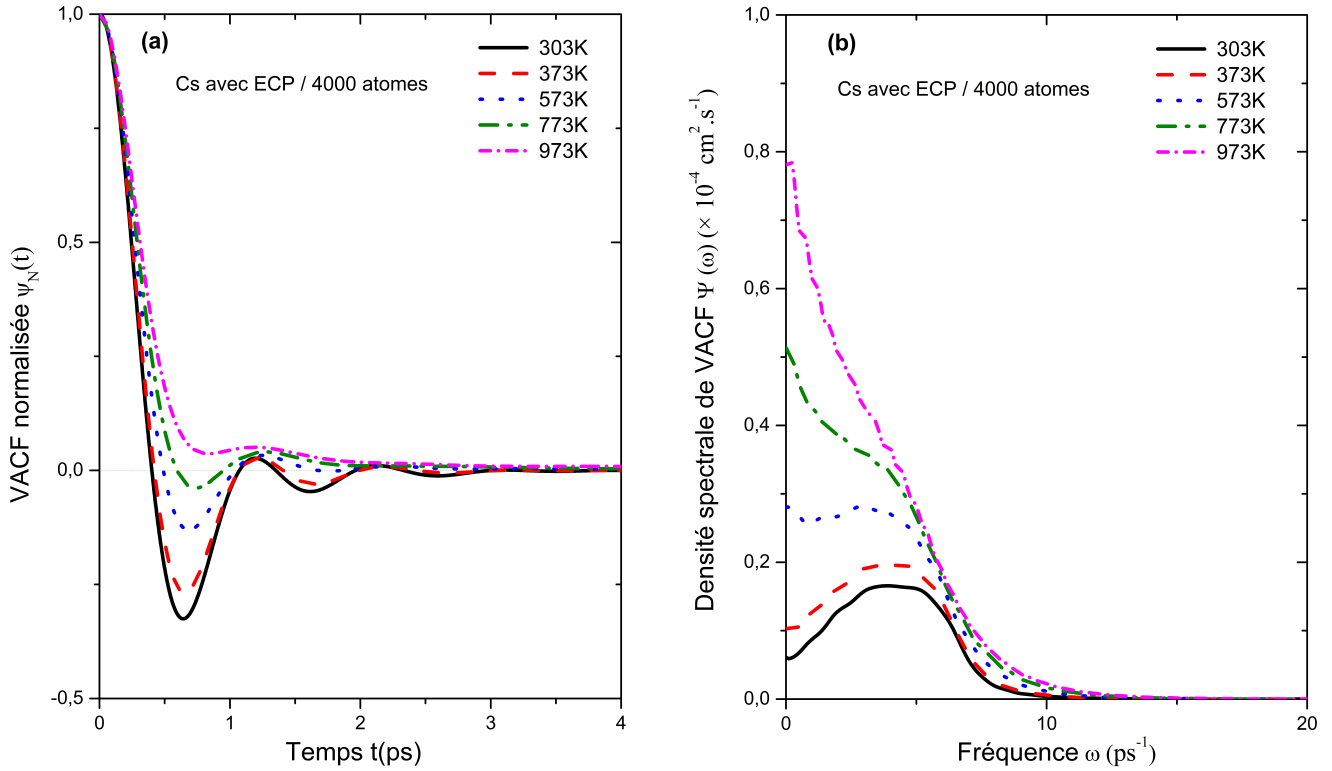 (a)
Cs avec ECP / 4000 atomes
303K
373K
573K
773K
973K
1,0
0,5
0,0
-0,5
0
1
2
3
4
VACF normalisée ψN(t)
Temps t(ps)
(b)
Cs avec ECP / 4000 atomes
303K
373K
573K
773K
973K
1,0
0,8
0,6
0,4
0,2
0,0
0
5
10
15
20
Densité spectrale de VACF Ψ (ω) (× 10⁻⁴ cm².s⁻¹)
Fréquence ω (ps⁻¹)